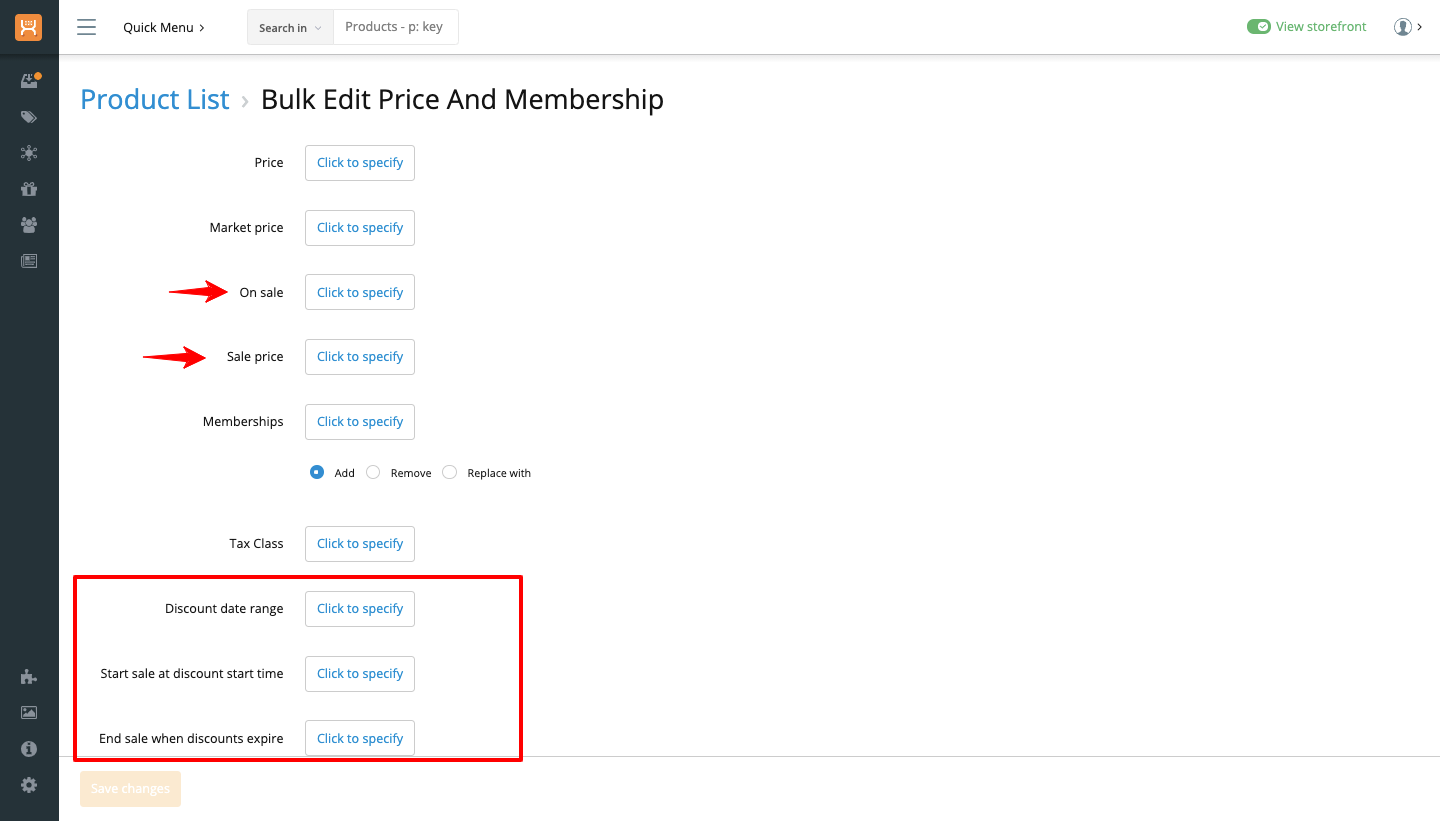 Quick Menu
Search in
Products - p: key
View storefront
Product List › Bulk Edit Price And Membership
Price Click to specify
Market price Click to specify
On sale Click to specify
Sale price Click to specify
Memberships Click to specify
Add Remove Replace with
Tax Class Click to specify
Discount date range Click to specify
Start sale at discount start time Click to specify
End sale when discounts expire Click to specify
Save changes